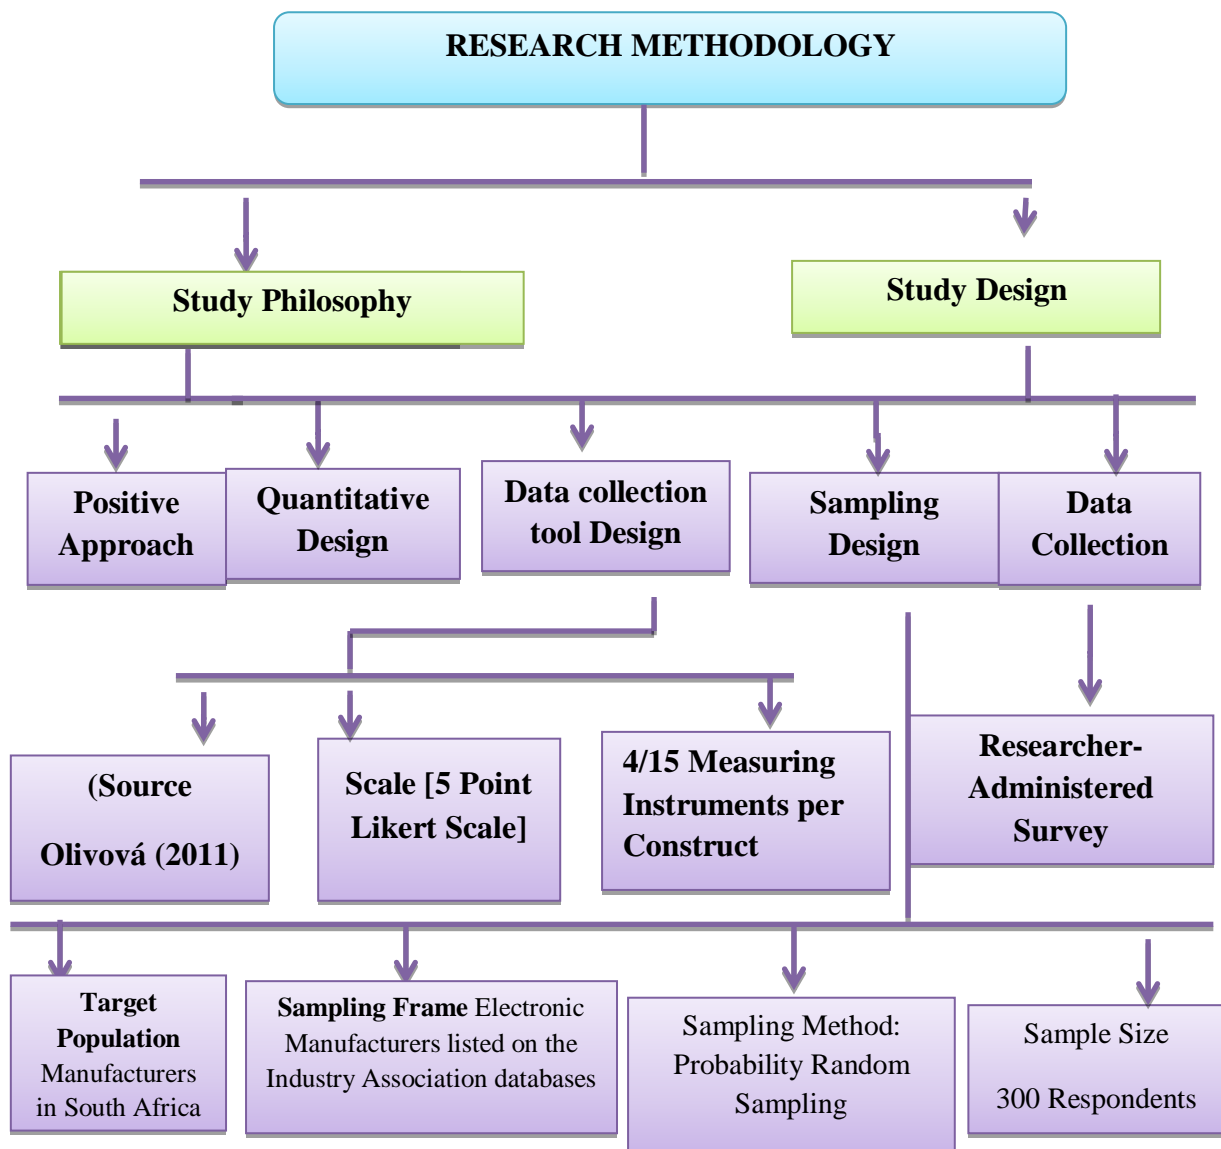 RESEARCH METHODOLOGY
Study Philosophy
Study Design
Positive
Approach
Quantitative
Design
Data collection
tool Design
Sampling
Design
Data
Collection
(Source
Olivová (2011)
Scale [5 Point
Likert Scale]
4/15 Measuring
Instruments per
Construct
Researcher-
Administered
Survey
Target
Population
Manufacturers
in South Africa
Sampling Frame Electronic
Manufacturers listed on the
Industry Association databases
Sampling Method:
Probability Random
Sampling
Sample Size
300 Respondents